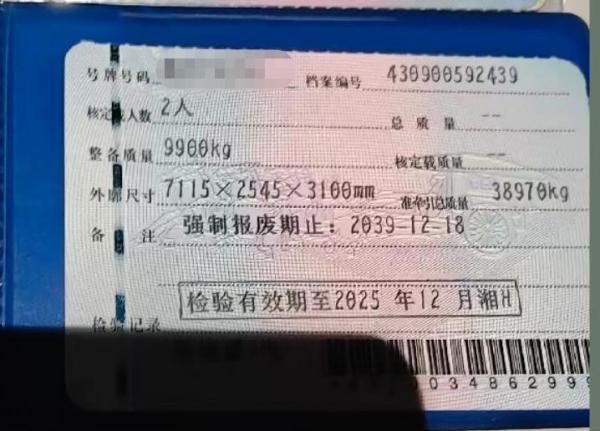 号牌号码 档案编号 430900592439
核定载人数 2人 总质量 --
整备质量 9900kg 核定载质量 --
外廓尺寸 7115×2545×3100mm 准牵引总质量 38970kg
备注 强制报废期止：2039-12-18
检验有效期至2025 年12 月湘H
检验记录
0034862999